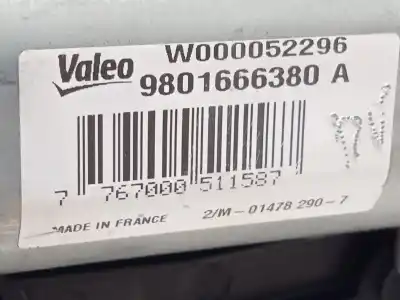 Valeo
W000052296
9801666380 A
7 767000 511587
MADE IN FRANCE
2/M-01478 290-7